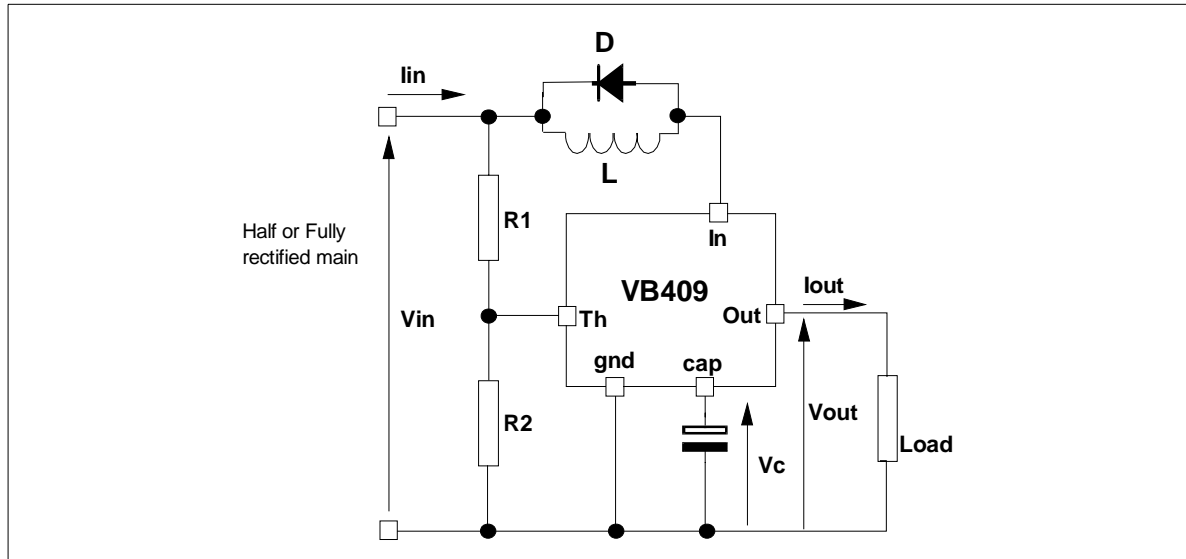 D
Iin
L
R1
Half or Fully
rectified main
In
VB409
Iout
Vin
Th
Out
gnd
cap
R2
Vout
Load
Vc